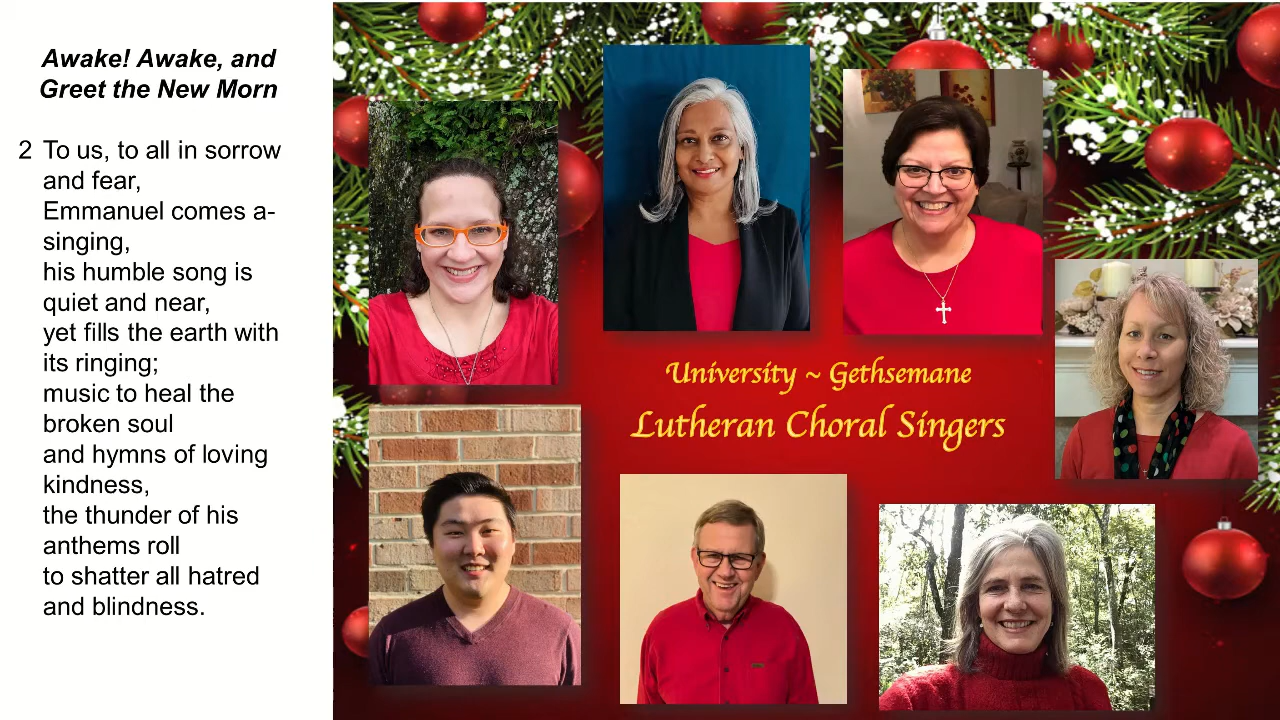 Awake! Awake, and
Greet the New Morn
2 To us, to all in sorrow
and fear,
Emmanuel comes a-
singing,
his humble song is
quiet and near,
yet fills the earth with
its ringing;
music to heal the
broken soul
and hymns of loving
kindness,
the thunder of his
anthems roll
to shatter all hatred
and blindness.
University ~ Gethsemane
Lutheran Choral Singers